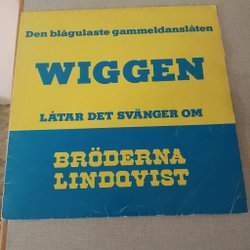 Den blågulaste gammeldanslåten
WIGGEN
LÅTAR DET SVÄNGER OM
BRÖDERNA
LINDQVIST